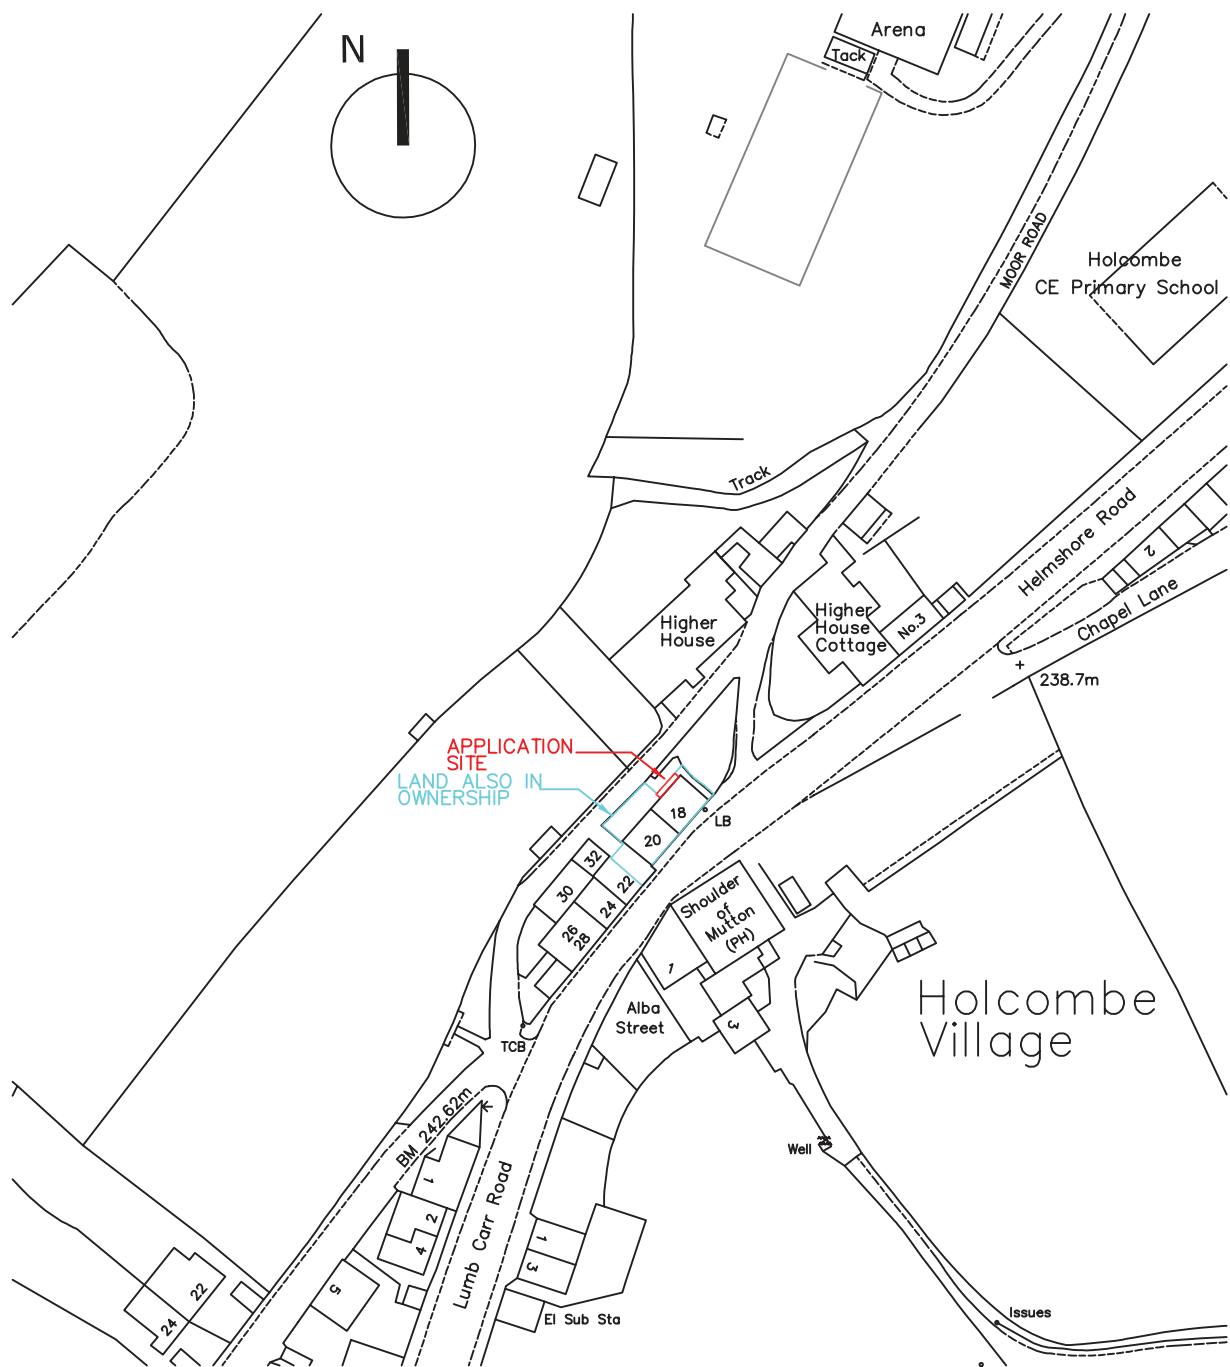 N
Arena
Tack
MOOR ROAD
Holcombe
CE Primary School
Track
Helmshore Road
2
Chapel Lane
238.7m
Higher
House
Higher
House
Cottage
No.3
APPLICATION
SITE
LAND ALSO IN
OWNERSHIP
18
20
LB
32
30
22
24
26
28
Shoulder
of
Mutton
(PH)
1
Alba
Street
3
TCB
Holcombe
Village
BM 242.62m
Well
1
2
4
Lumb Carr Road
1
3
5
22
24
El Sub Sta
Issues